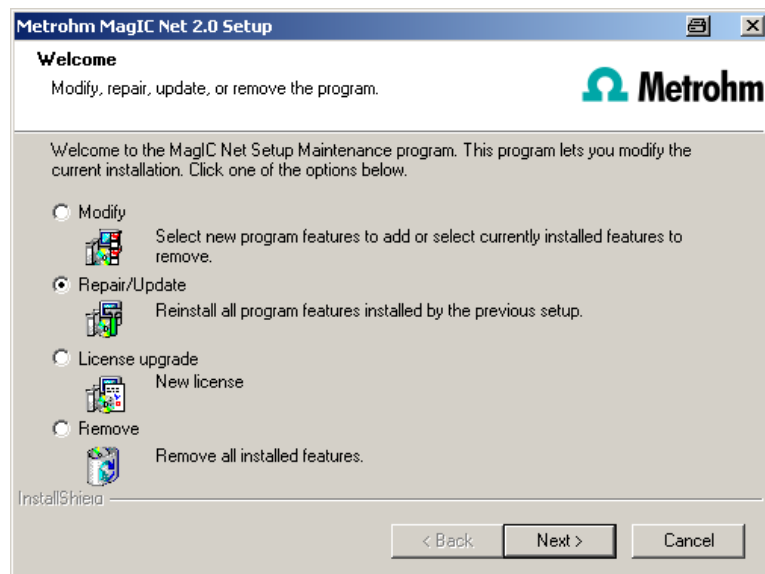 Metrohm MagIC Net 2.0 Setup
Welcome
Modify, repair, update, or remove the program.
Metrohm
Welcome to the MagIC Net Setup Maintenance program. This program lets you modify the
current installation. Click one of the options below.
Modify
Select new program features to add or select currently installed features to
remove.
Repair/Update
Reinstall all program features installed by the previous setup.
License upgrade
New license
Remove
Remove all installed features.
InstallShield
< Back
Next >
Cancel